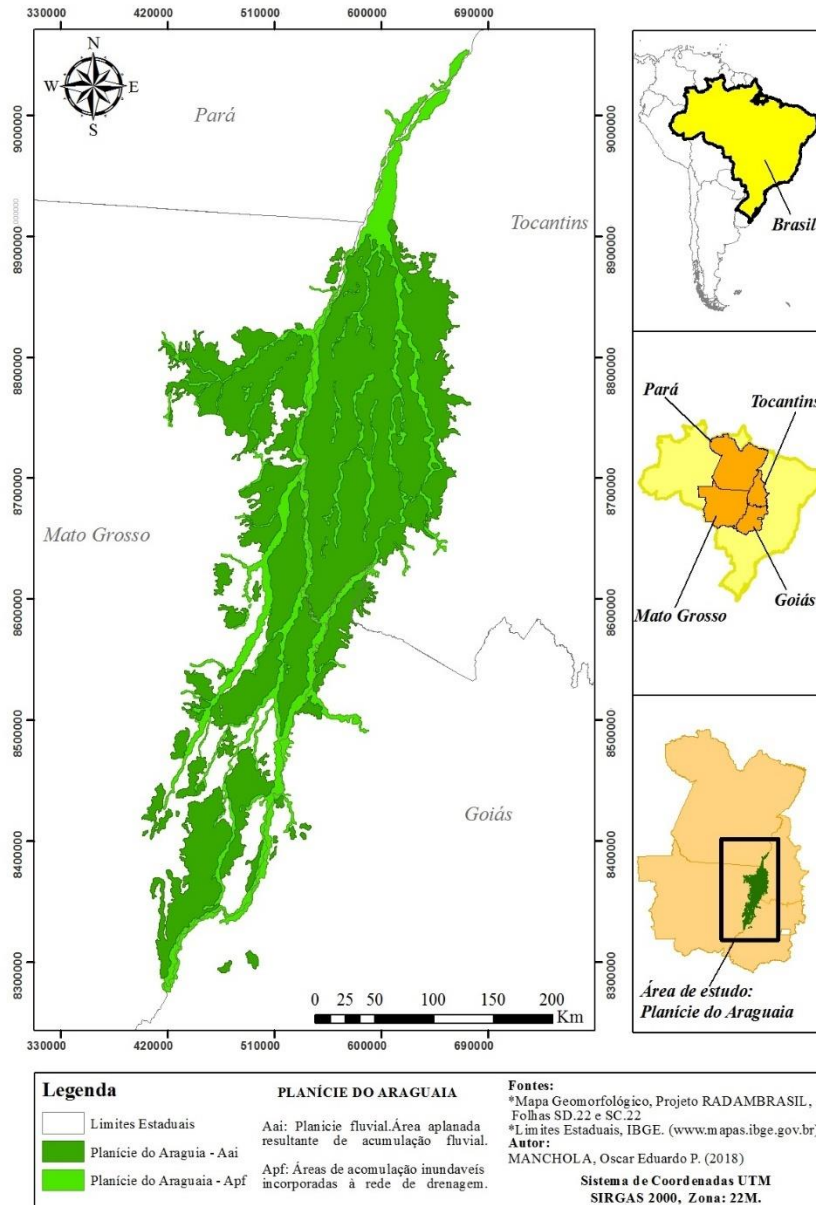 330000 420000 510000 600000 690000
N
W E
S
Pará
Tocantins
Mato Grosso
Goiás
9000000
8900000
8800000
8700000
8600000
8500000
8400000
8300000
9000000
8900000
8800000
8700000
8600000
8500000
8400000
8300000
0 25 50 100 150 200
Km
330000 420000 510000 600000 690000
Brasil
Pará
Tocantins
Mato Grosso
Goiás
Área de estudo:
Planície do Araguaia
Legenda
Limites Estaduais
Planície do Araguia - Aai
Planície do Araguaia - Apf
PLANÍCIE DO ARAGUAIA
Aai: Planicie fluvial.Área aplanada
resultante de acumulação fluvial.
Apf: Áreas de acomulação inundaveís
incorporadas à rede de drenagem.
Fontes:
*Mapa Geomorfológico, Projeto RADAMBRASIL,
Folhas SD.22 e SC.22
*Limites Estaduais, IBGE. (www.mapas.ibge.gov.br)
Autor:
MANCHOLA, Oscar Eduardo P. (2018)
Sistema de Coordenadas UTM
SIRGAS 2000, Zona: 22M.